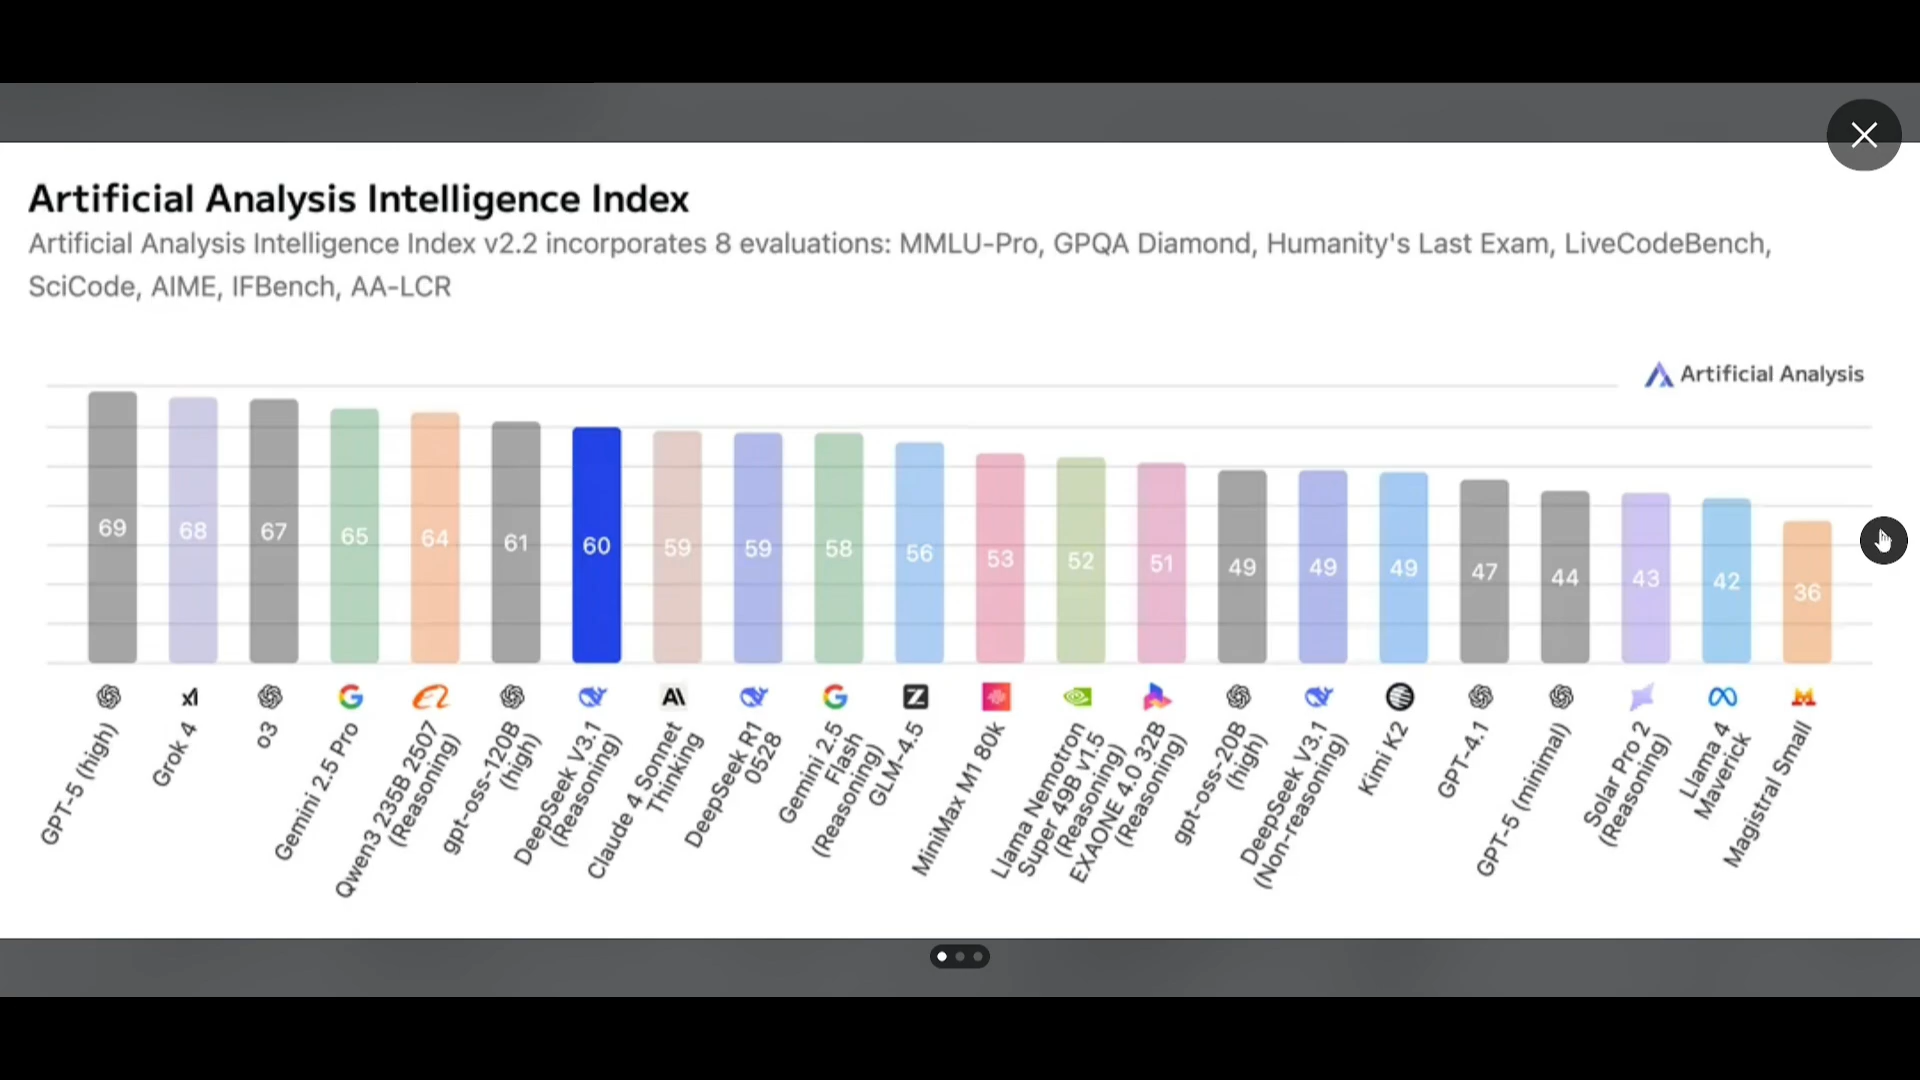 Artificial Analysis Intelligence Index
Artificial Analysis Intelligence Index v2.2 incorporates 8 evaluations: MMLU-Pro, GPQA Diamond, Humanity's Last Exam, LiveCodeBench,
SciCode, AIME, IFBench, AA-LCR
Artificial Analysis
69
68
67
65
64
61
60
59
59
58
56
53
52
51
49
49
49
47
44
43
42
36
GPT-5 (high)
Grok 4
o3
Gemini 2.5 Pro
Qwen3 235B 2507
(Reasoning)
gpt-oss-120B
(high)
DeepSeek V3.1
(Reasoning)
Claude 4 Sonnet
Thinking
DeepSeek R1
0528
Gemini 2.5
Flash
(Reasoning)
GLM-4.5
MiniMax M1 80k
Llama Nemotron
Super 49B v1.5
(Reasoning)
EXAONE 4.0 32B
(Reasoning)
gpt-oss-20B
(high)
DeepSeek V3.1
(Non-reasoning)
Kimi K2
GPT-4.1
GPT-5 (minimal)
Solar Pro 2
(Reasoning)
Llama 4
Maverick
Magistral Small